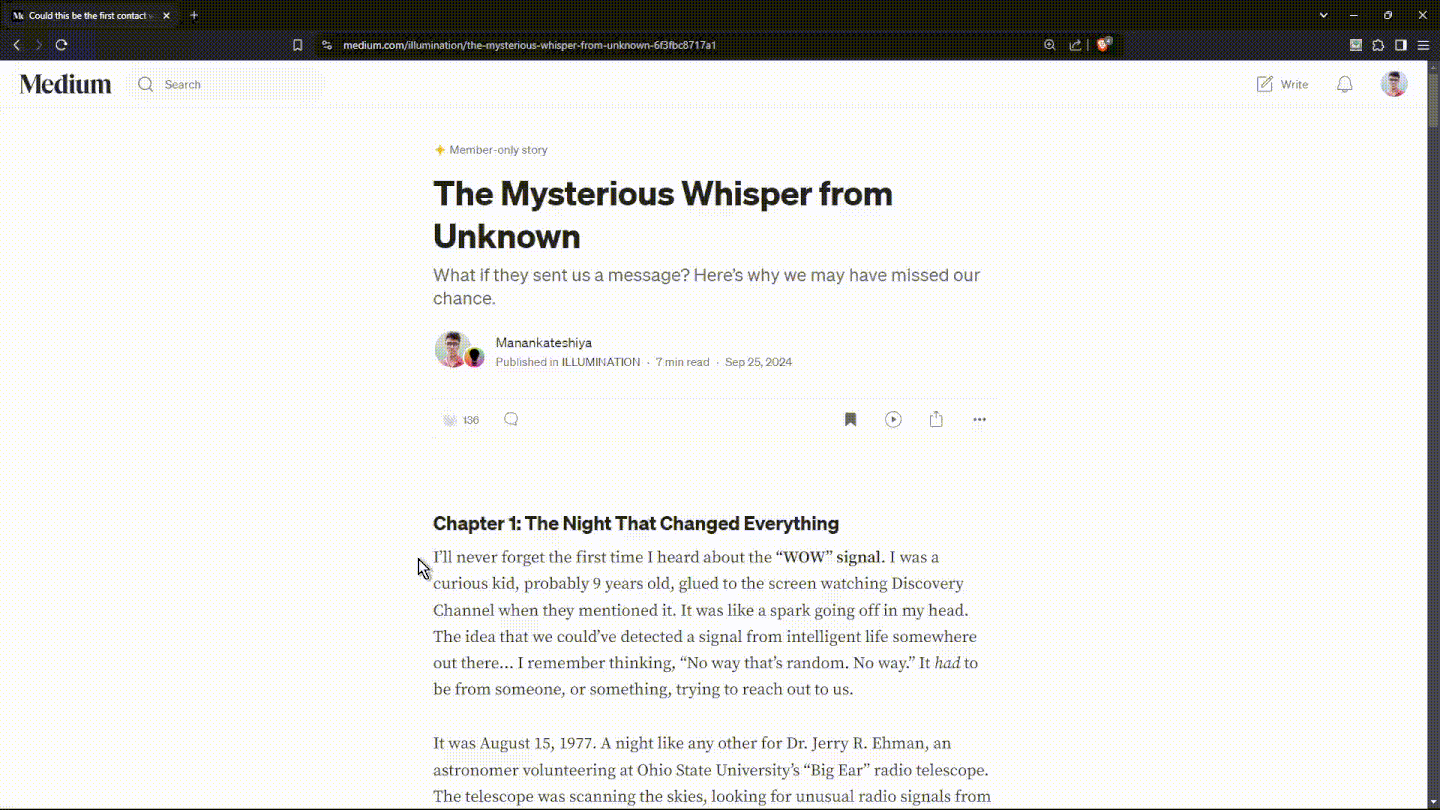 Could this be the first contact
medium.com/illumination/the-mysterious-whisper-from-unknown-6f3fbc8717a1
Medium
Search
Write
Member-only story
The Mysterious Whisper from
Unknown
What if they sent us a message? Here’s why we may have missed our
chance.
Manankateshiya
Published in ILLUMINATION · 7 min read · Sep 25, 2024
136
Chapter 1: The Night That Changed Everything
I’ll never forget the first time I heard about the “WOW” signal. I was a
curious kid, probably 9 years old, glued to the screen watching Discovery
Channel when they mentioned it. It was like a spark going off in my head.
The idea that we could’ve detected a signal from intelligent life somewhere
out there… I remember thinking, “No way that’s random. No way.” It had to
be from someone, or something, trying to reach out to us.
It was August 15, 1977. A night like any other for Dr. Jerry R. Ehman, an
astronomer volunteering at Ohio State University’s “Big Ear” radio telescope.
The telescope was scanning the skies, looking for unusual radio signals from